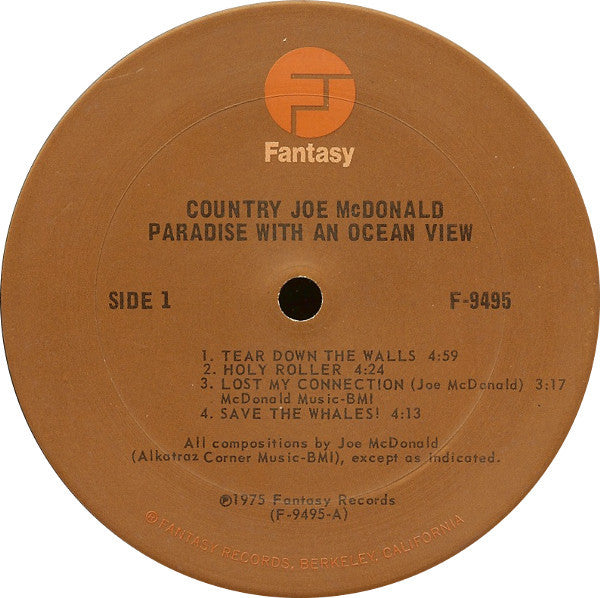 Fantasy
COUNTRY JOE McDONALD
PARADISE WITH AN OCEAN VIEW
SIDE 1
F-9495
1. TEAR DOWN THE WALLS 4:59
2. HOLY ROLLER 4:24
3. LOST MY CONNECTION (Joe McDonald) 3:17
McDonald Music-BMI
4. SAVE THE WHALES! 4:13
All compositions by Joe McDonald
(Alkatraz Corner Music-BMI), except as indicated.
℗1975 Fantasy Records
(F-9495-A)
© FANTASY RECORDS, BERKELEY, CALIFORNIA